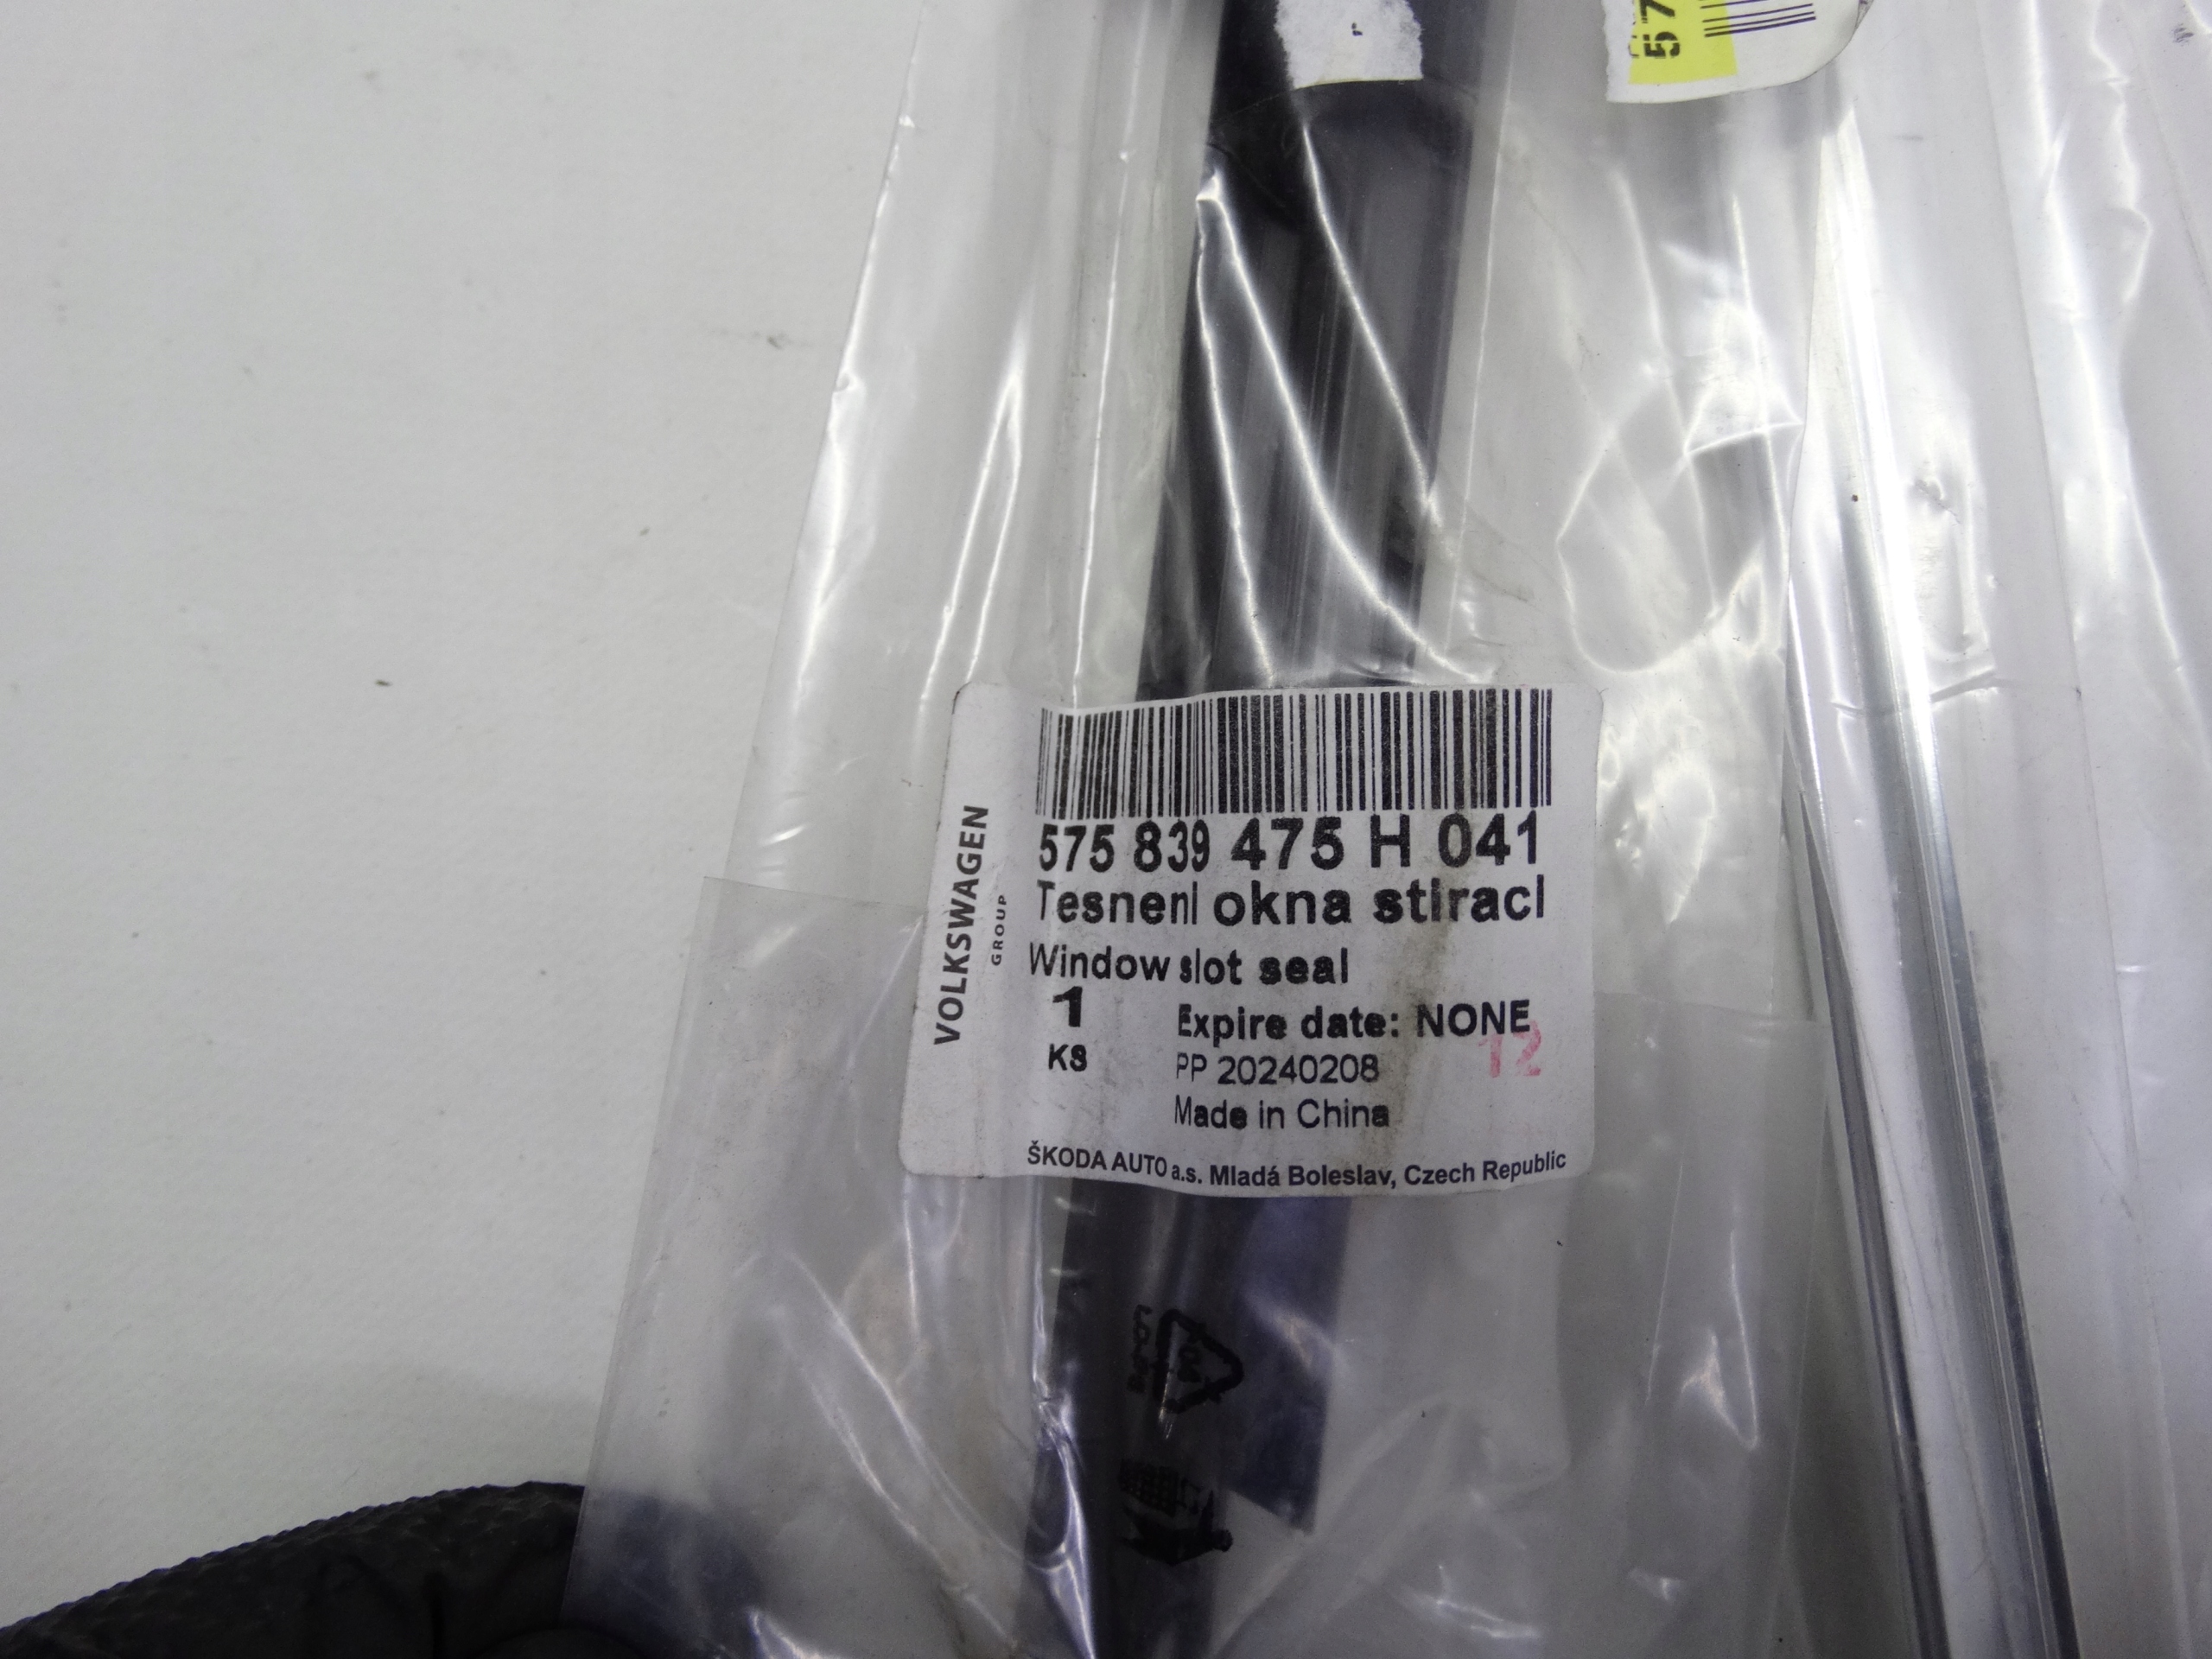 57
575 839 475 H 041
Tesneni okna stiraci
Window slot seal
1
KS
Expire date: NONE
12
PP 20240208
Made in China
ŠKODA AUTO a.s. Mladá Boleslav, Czech Republic
VOLKSWAGEN
GROUP